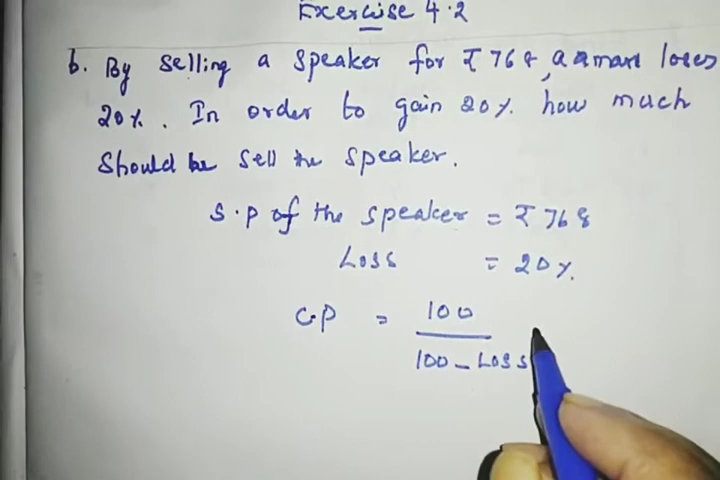 Exercise 4.2
6. By selling a speaker for ₹ 768, a man loses
20%. In order to gain 20% how much
should he sell the speaker.
S.P of the speaker = ₹ 768
Loss = 20%.
C.P = 100
100 - Loss